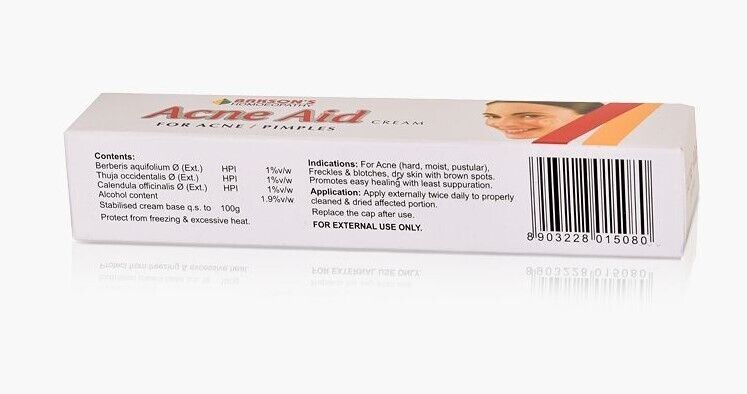 BAHSON'S
HOMOEOPATHY
Acne Aid CREAM
FOR ACNE / PIMPLES
Contents:
Berberis aquifolium Ø (Ext.) HPI 1%v/w
Thuja occidentalis Ø (Ext.) HPI 1%v/w
Calendula officinalis Ø (Ext.) HPI 1%v/w
Alcohol content 1.9%v/w
Stabilised cream base q.s. to 100g
Protect from freezing & excessive heat.
Indications: For Acne (hard, moist, pustular),
Freckles & blotches, dry skin with brown spots.
Promotes easy healing with least suppuration.
Application: Apply externally twice daily to properly
cleaned & dried affected portion.
Replace the cap after use.
FOR EXTERNAL USE ONLY.
8 903228 015080